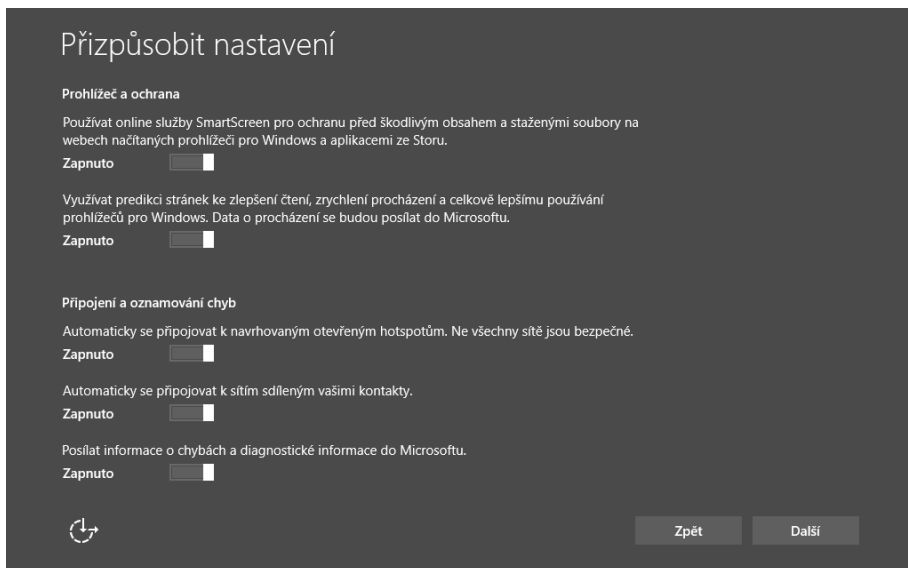 Přizpůsobit nastavení
Prohlížeč a ochrana
Používat online služby SmartScreen pro ochranu před škodlivým obsahem a staženými soubory na
webech načítaných prohlížeči pro Windows a aplikacemi ze Storu.
Zapnuto
Využívat predikci stránek ke zlepšení čtení, zrychlení procházení a celkově lepšímu používání
prohlížečů pro Windows. Data o procházení se budou posílat do Microsoftu.
Zapnuto
Připojení a oznamování chyb
Automaticky se připojovat k navrhovaným otevřeným hotspotům. Ne všechny sítě jsou bezpečné.
Zapnuto
Automaticky se připojovat k sítím sdíleným vašimi kontakty.
Zapnuto
Posílat informace o chybách a diagnostické informace do Microsoftu.
Zapnuto
Zpět
Další